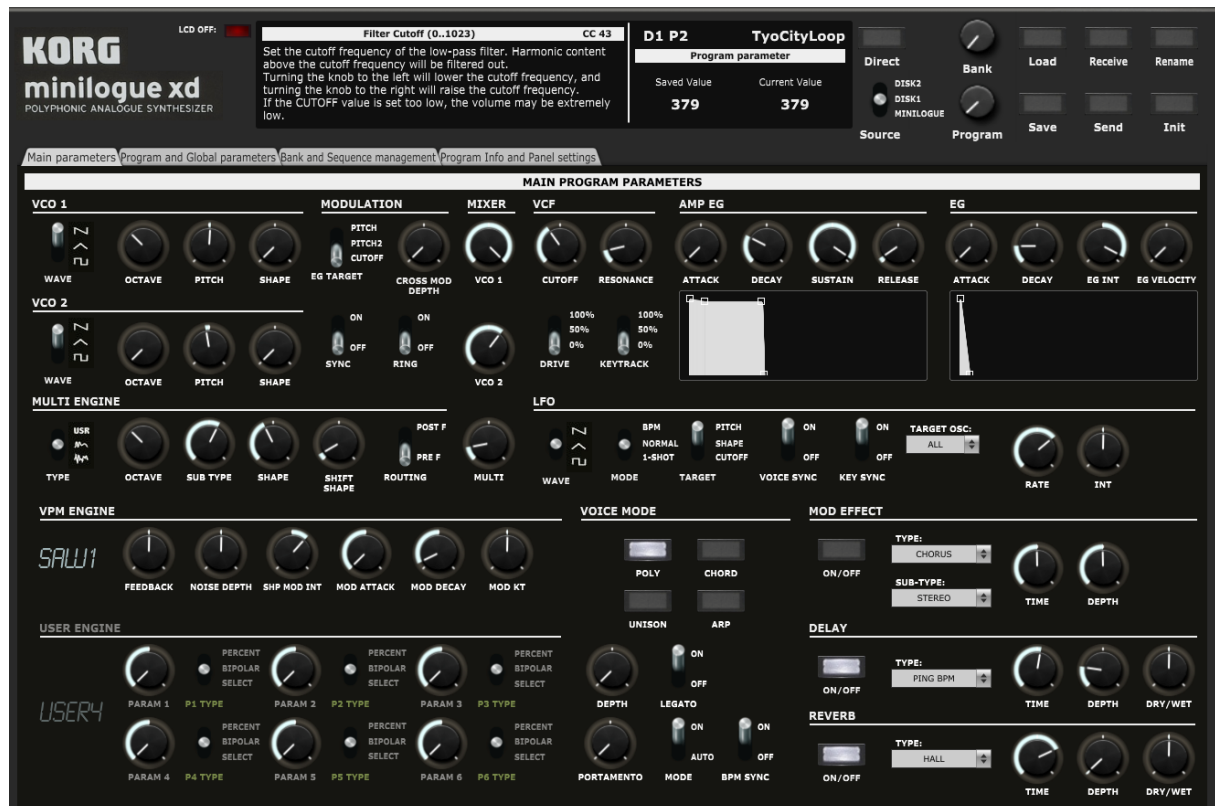 KORG
minilogue xd
POLYPHONIC ANALOGUE SYNTHESIZER
LCD OFF:
Filter Cutoff (0..1023) CC 43
Set the cutoff frequency of the low-pass filter. Harmonic content
above the cutoff frequency will be filtered out.
Turning the knob to the left will lower the cutoff frequency, and
turning the knob to the right will raise the cutoff frequency.
If the CUTOFF value is set too low, the volume may be extremely
low.
D1 P2 TyoCityLoop
Program parameter
Saved Value Current Value
379 379
Direct
DISK2
DISK1
MINILOGUE
Source
Bank
Program
Load Receive Rename
Save Send Init
Main parameters Program and Global parameters Bank and Sequence management Program Info and Panel settings
MAIN PROGRAM PARAMETERS
VCO 1
WAVE OCTAVE PITCH SHAPE
MODULATION
PITCH
PITCH2
CUTOFF
EG TARGET
CROSS MOD
DEPTH
MIXER
VCO 1
VCF
CUTOFF RESONANCE
AMP EG
ATTACK DECAY SUSTAIN RELEASE
EG
ATTACK DECAY EG INT EG VELOCITY
VCO 2
WAVE OCTAVE PITCH SHAPE
ON
OFF
SYNC
ON
OFF
RING
VCO 2
100%
50%
0%
DRIVE
100%
50%
0%
KEYTRACK
MULTI ENGINE
USR
TYPE OCTAVE SUB TYPE SHAPE
SHIFT
SHAPE
POST F
PRE F
ROUTING
MULTI
LFO
WAVE
BPM
NORMAL
1-SHOT
MODE
PITCH
SHAPE
CUTOFF
TARGET
ON
OFF
VOICE SYNC
ON
OFF
KEY SYNC
TARGET OSC:
ALL
RATE INT
VPM ENGINE
SAW1
FEEDBACK NOISE DEPTH SHP MOD INT MOD ATTACK MOD DECAY MOD KT
VOICE MODE
POLY CHORD
UNISON ARP
MOD EFFECT
ON/OFF
TYPE:
CHORUS
SUB-TYPE:
STEREO
TIME DEPTH
USER ENGINE
USER4
PERCENT
BIPOLAR
SELECT
PARAM 1 P1 TYPE
PERCENT
BIPOLAR
SELECT
PARAM 2 P2 TYPE
PERCENT
BIPOLAR
SELECT
PARAM 3 P3 TYPE
PERCENT
BIPOLAR
SELECT
PARAM 4 P4 TYPE
PERCENT
BIPOLAR
SELECT
PARAM 5 P5 TYPE
PERCENT
BIPOLAR
SELECT
PARAM 6 P6 TYPE
DEPTH
ON
OFF
LEGATO
PORTAMENTO
ON
AUTO
MODE
ON
OFF
BPM SYNC
DELAY
ON/OFF
TYPE:
PING BPM
TIME DEPTH DRY/WET
REVERB
ON/OFF
TYPE:
HALL
TIME DEPTH DRY/WET